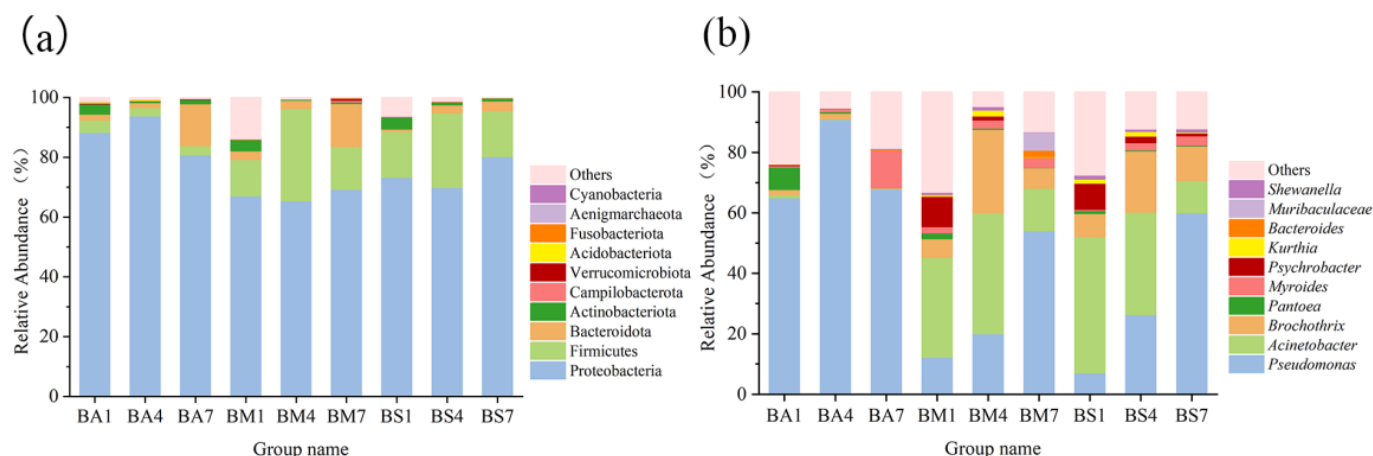 (a)
Relative Abundance (%)
100
80
60
40
20
0
BA1 BA4 BA7 BM1 BM4 BM7 BS1 BS4 BS7
Group name
Others
Cyanobacteria
Aenigmarchaeota
Fusobacteriota
Acidobacteriota
Verrucomicrobiota
Campilobacterota
Actinobacteriota
Bacteroidota
Firmicutes
Proteobacteria
(b)
Relative Abundance (%)
100
80
60
40
20
0
BA1 BA4 BA7 BM1 BM4 BM7 BS1 BS4 BS7
Group name
Others
Shewanella
Muribaculaceae
Bacteroides
Kurthia
Psychrobacter
Myroides
Pantoea
Brochothrix
Acinetobacter
Pseudomonas